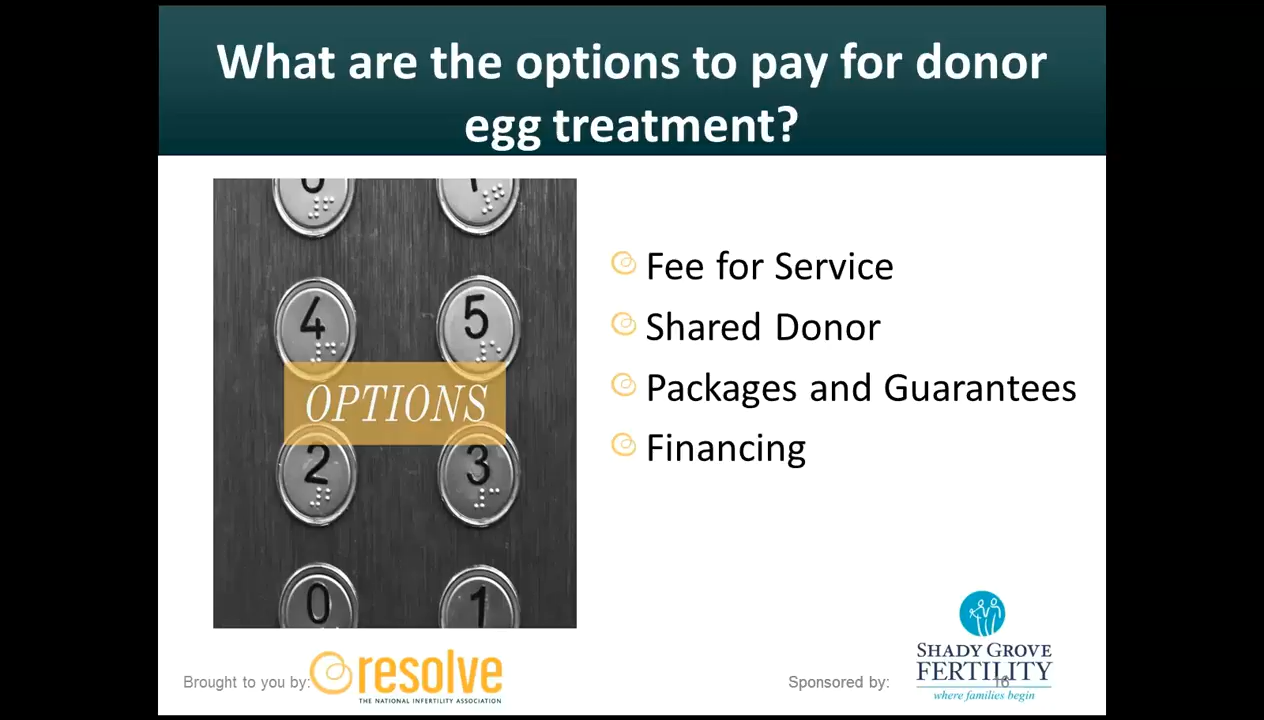 What are the options to pay for donor
egg treatment?
4
5
OPTIONS
2
3
0
1
Fee for Service
Shared Donor
Packages and Guarantees
Financing
Brought to you by:
resolve
THE NATIONAL INFERTILITY ASSOCIATION
Sponsored by:
SHADY GROVE
FERTILITY
where families begin
16